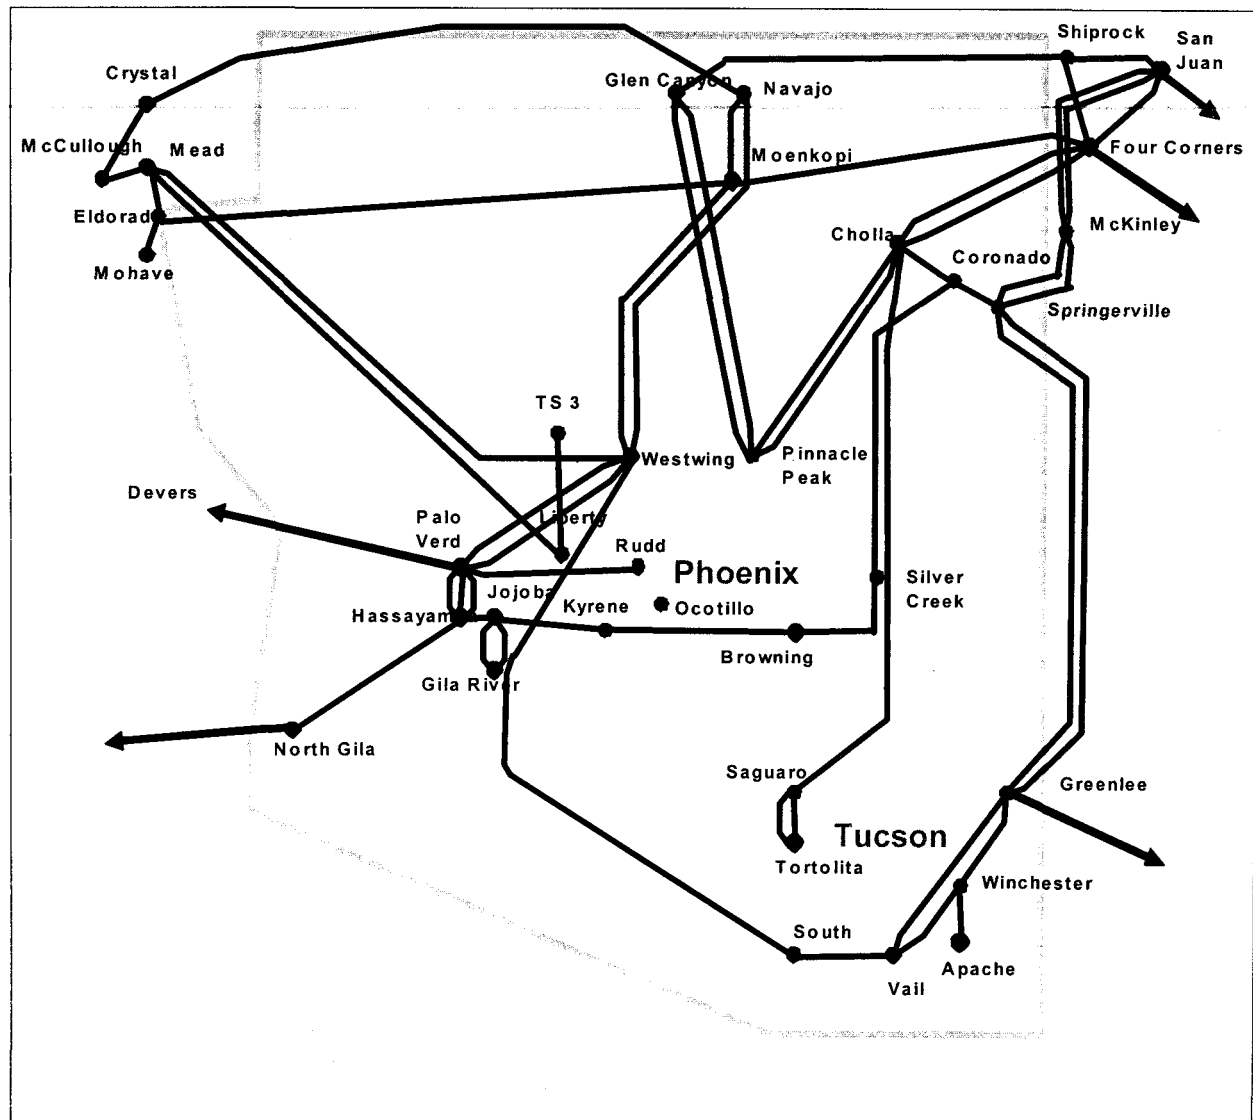 Shiprock
San
Juan
Crystal
Glen Canyon
Navajo
McCullough
Mead
Moenkopi
Four Corners
Eldorad
Cholla
McKinley
Coronado
Mohave
Springerville
TS 3
Westwing
Pinnacle
Peak
Devers
Palo
Verd
Liberty
Rudd
Phoenix
Silver
Creek
Jojoba
Hassayam
Kyrene
Ocotillo
Browning
Gila River
North Gila
Saguaro
Greenlee
Tucson
Tortolita
Winchester
South
Apache
Vail